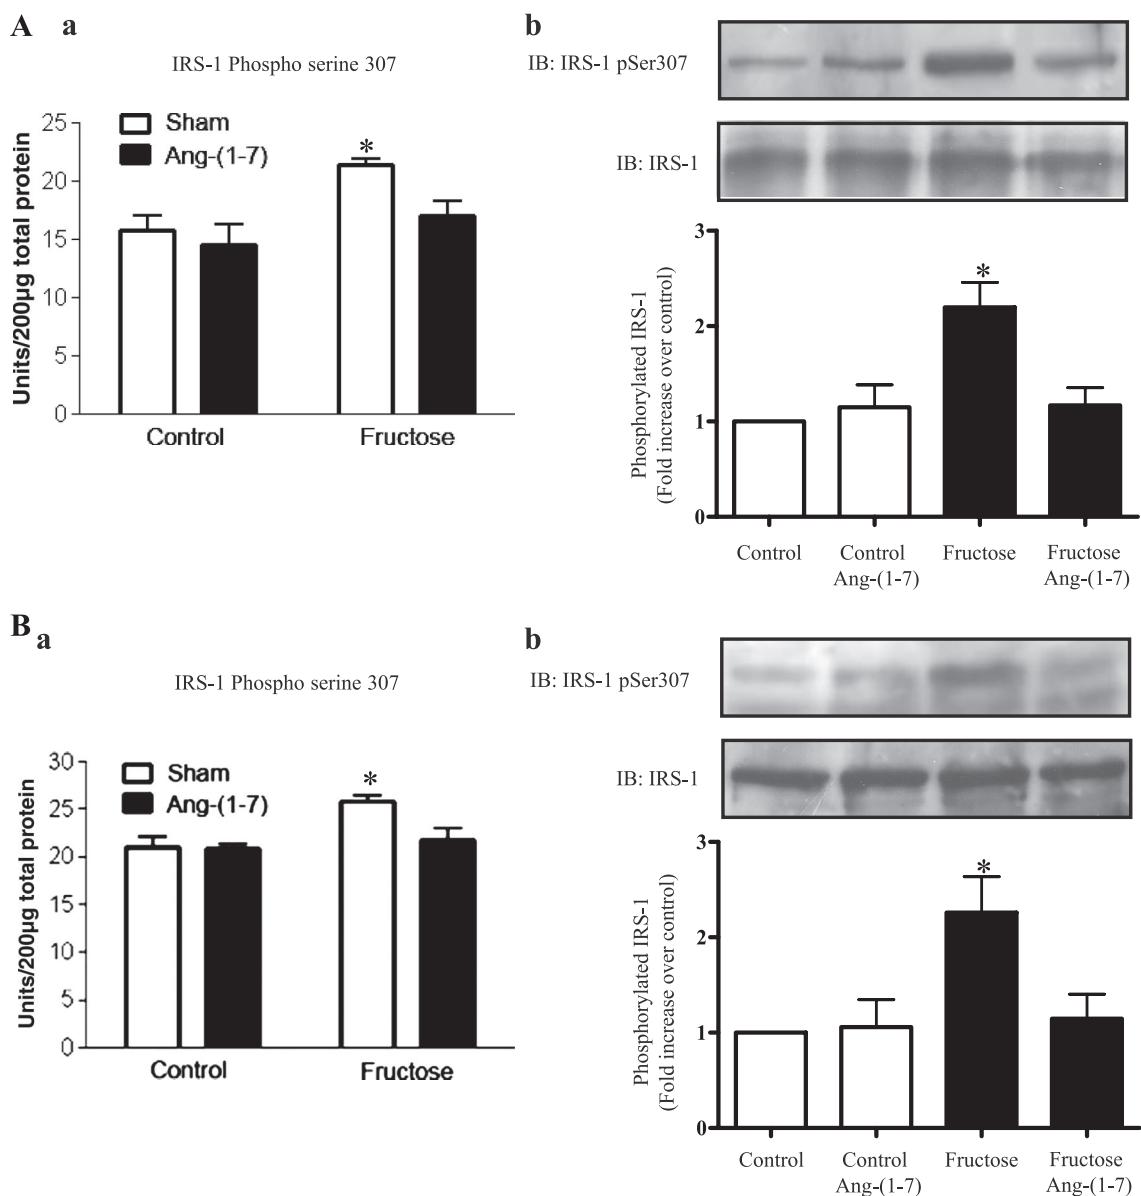 A a
IRS-1 Phospho serine 307
Units/200µg total protein
25
20
15
10
5
0
Sham
Ang-(1-7)
*
Control
Fructose
b
IB: IRS-1 pSer307
IB: IRS-1
Phosphorylated IRS-1
(Fold increase over control)
3
2
1
0
*
Control
Control
Ang-(1-7)
Fructose
Fructose
Ang-(1-7)
B a
IRS-1 Phospho serine 307
Units/200µg total protein
30
25
20
15
10
5
0
Sham
Ang-(1-7)
*
Control
Fructose
b
IB: IRS-1 pSer307
IB: IRS-1
Phosphorylated IRS-1
(Fold increase over control)
3
2
1
0
*
Control
Control
Ang-(1-7)
Fructose
Fructose
Ang-(1-7)